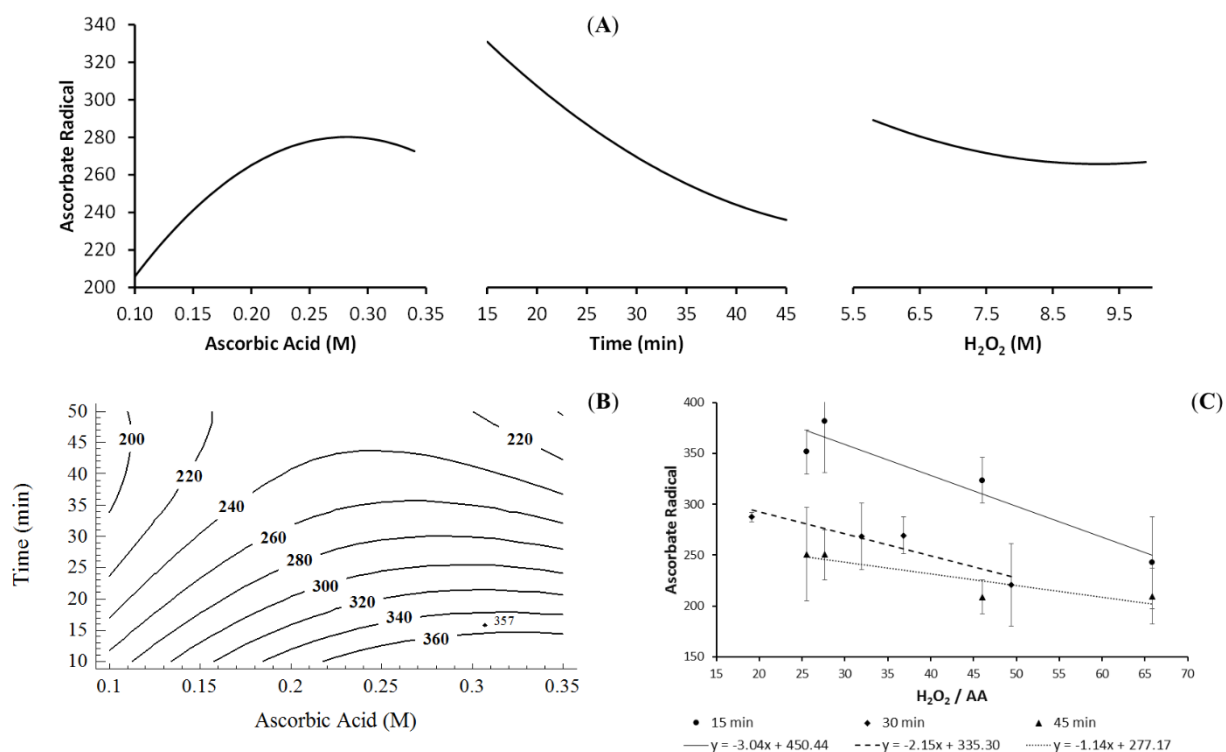 (A)
Ascorbate Radical
340
320
300
280
260
240
220
200
0.10 0.15 0.20 0.25 0.30 0.35
Ascorbic Acid (M)
15 20 25 30 35 40 45
Time (min)
5.5 6.5 7.5 8.5 9.5
H₂O₂ (M)
(B)
Time (min)
50
45
40
35
30
25
20
15
10
200
220
220
240
260
280
300
320
340
357
360
0.1 0.15 0.2 0.25 0.3 0.35
Ascorbic Acid (M)
(C)
Ascorbate Radical
400
350
300
250
200
150
15 20 25 30 35 40 45 50 55 60 65 70
H₂O₂ / AA
15 min 30 min 45 min
y = -3.04x + 450.44 y = -2.15x + 335.30 y = -1.14x + 277.17